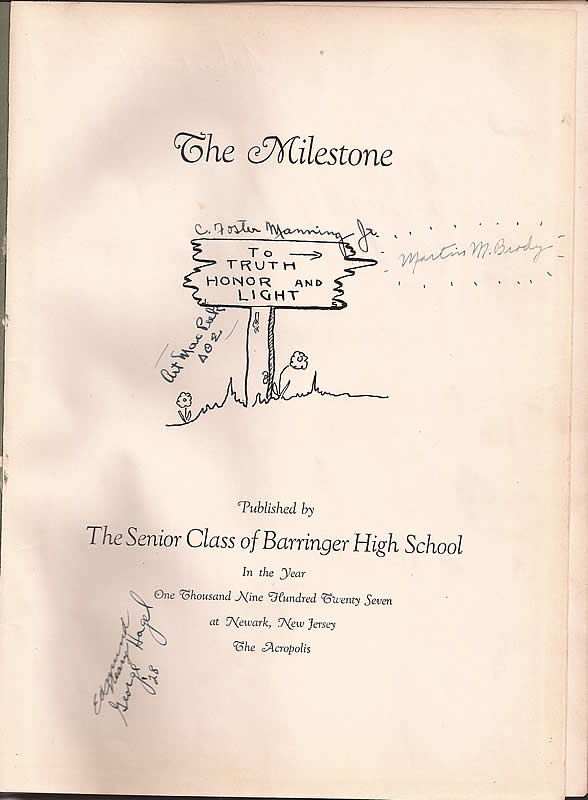 The Milestone
C. Foster Manning Jr.
Martin M. Brody
TO
TRUTH
HONOR AND
LIGHT
Art Mac
Published by
The Senior Class of Barringer High School
In the Year
One Thousand Nine Hundred Twenty Seven
at Newark, New Jersey
The Acropolis
Edmund
George Hagel
'28